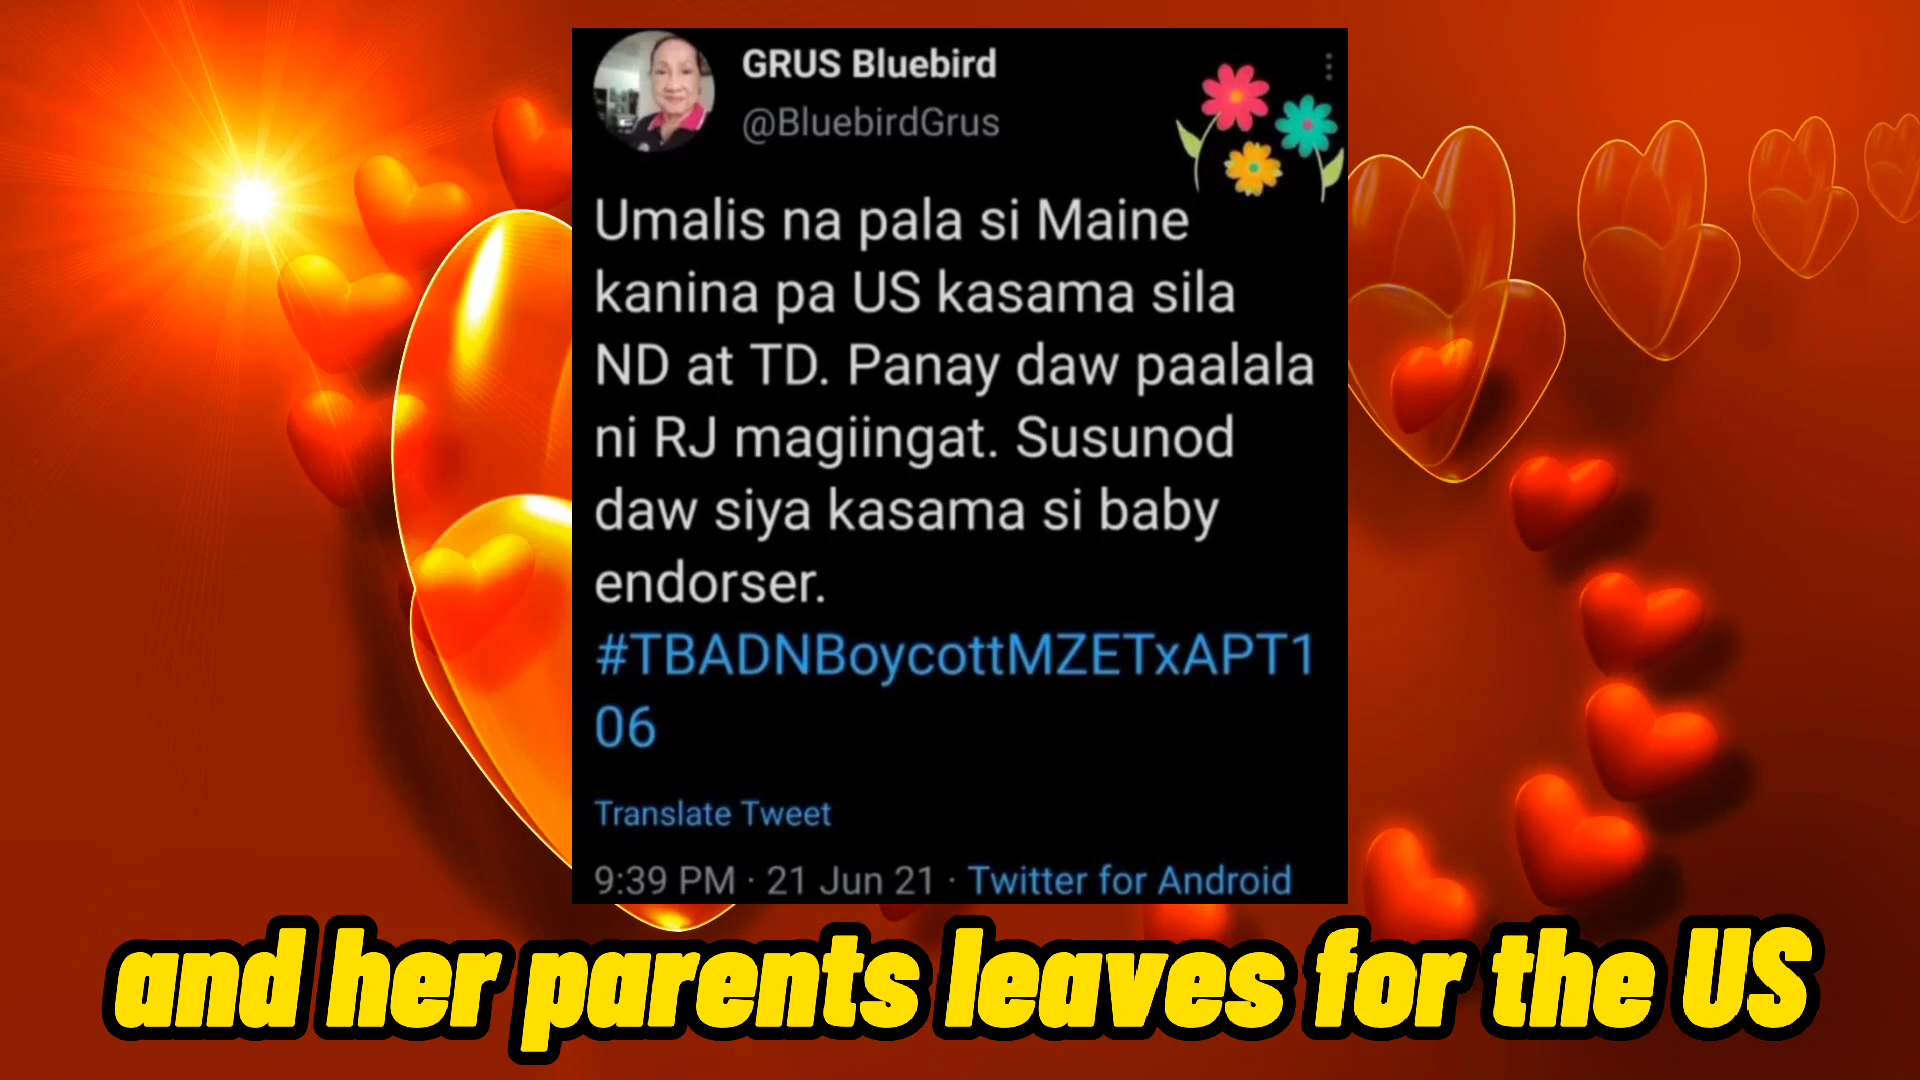 GRUS Bluebird
@BluebirdGrus
Umalis na pala si Maine
kanina pa US kasama sila
ND at TD. Panay daw paalala
ni RJ magiingat. Susunod
daw siya kasama si baby
endorser.
#TBADNBoycottMZETxAPT1
06
Translate Tweet
9:39 PM · 21 Jun 21 · Twitter for Android
and her parents leaves for the US